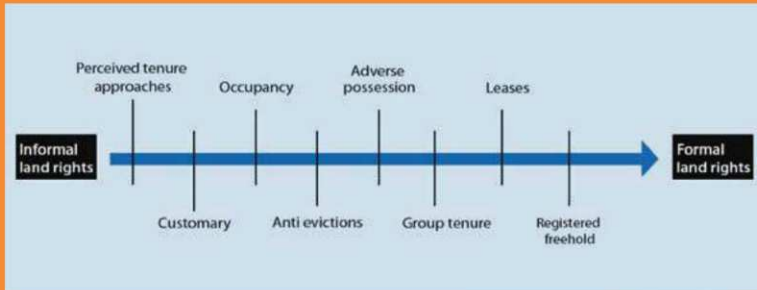 Perceived tenure
approaches
Occupancy
Adverse
possession
Leases
Informal
land rights
Formal
land rights
Customary
Anti evictions
Group tenure
Registered
freehold